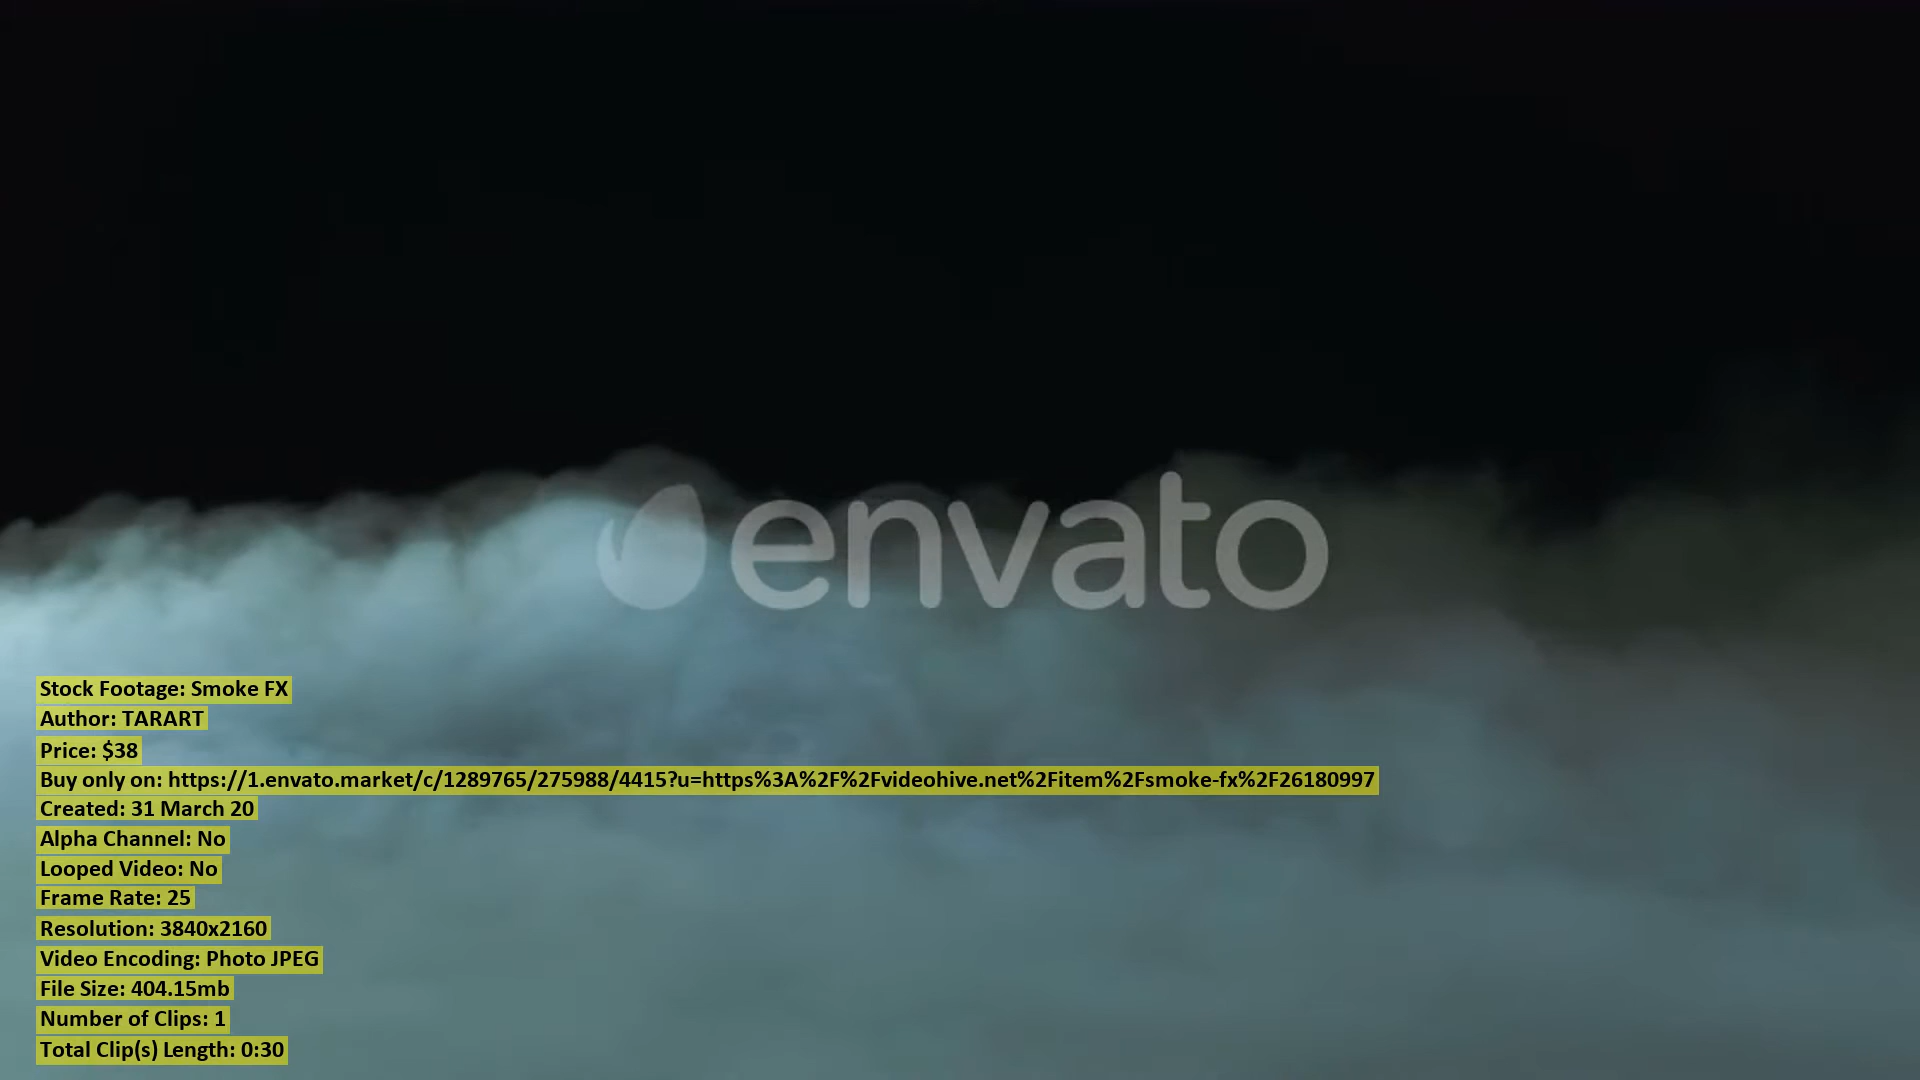 envato
Stock Footage: Smoke FX
Author: TARART
Price: $38
Buy only on: https://1.envato.market/c/1289765/275988/4415?u=https%3A%2F%2Fvideohive.net%2Fitem%2Fsmoke-fx%2F26180997
Created: 31 March 20
Alpha Channel: No
Looped Video: No
Frame Rate: 25
Resolution: 3840x2160
Video Encoding: Photo JPEG
File Size: 404.15mb
Number of Clips: 1
Total Clip(s) Length: 0:30